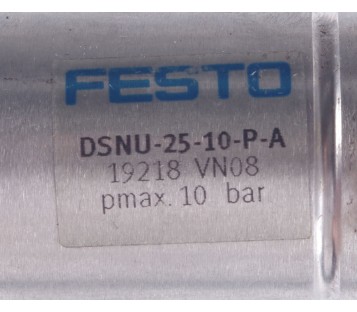 FESTO
DSNU-25-10-P-A
19218 VN08
pmax. 10 bar